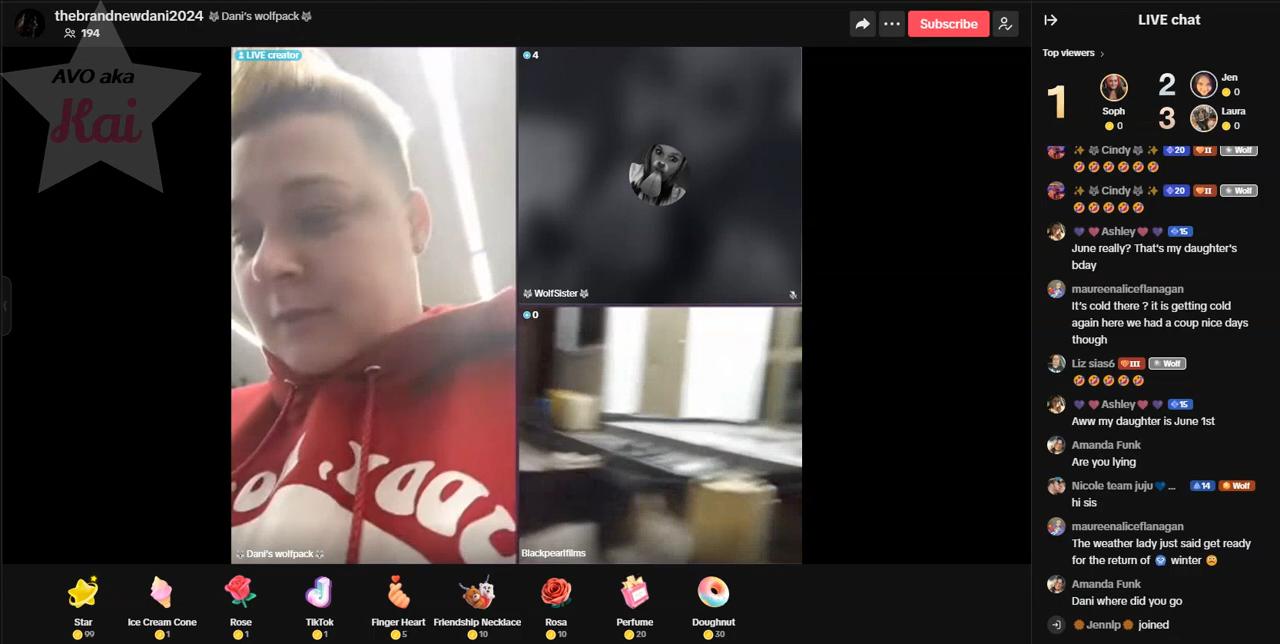 thebrandnewdani2024 🐺Dani's wolfpack🐺
194
Subscribe
AVO aka
Kai
LIVE creator
4
🐺 WolfSister🐺
0
🐺Dani's wolfpack🐺
Blackpearlfilms
Star
99
Ice Cream Cone
1
Rose
1
TikTok
1
Finger Heart
5
Friendship Necklace
10
Rosa
10
Perfume
20
Doughnut
30
LIVE chat
Top viewers
1
Soph
0
2
Jen
0
3
Laura
0
✨🐺Cindy🐺✨ 20 II Wolf
🤣🤣🤣🤣🤣🤣
✨🐺Cindy🐺✨ 20 II Wolf
🤣🤣🤣🤣🤣
💜❤️Ashley❤️💜 15
June really? That's my daughter's
bday
maureenaliceflanagan
It's cold there ? it is getting cold
again here we had a coup nice days
though
Liz sias6 III Wolf
🤣🤣🤣🤣🤣
💜❤️Ashley❤️💜 15
Aww my daughter is June 1st
Amanda Funk
Are you lying
Nicole team juju💙... 14 Wolf
hi sis
maureenaliceflanagan
The weather lady just said get ready
for the return of 🥶 winter ☹️
Amanda Funk
Dani where did you go
Jennlp joined